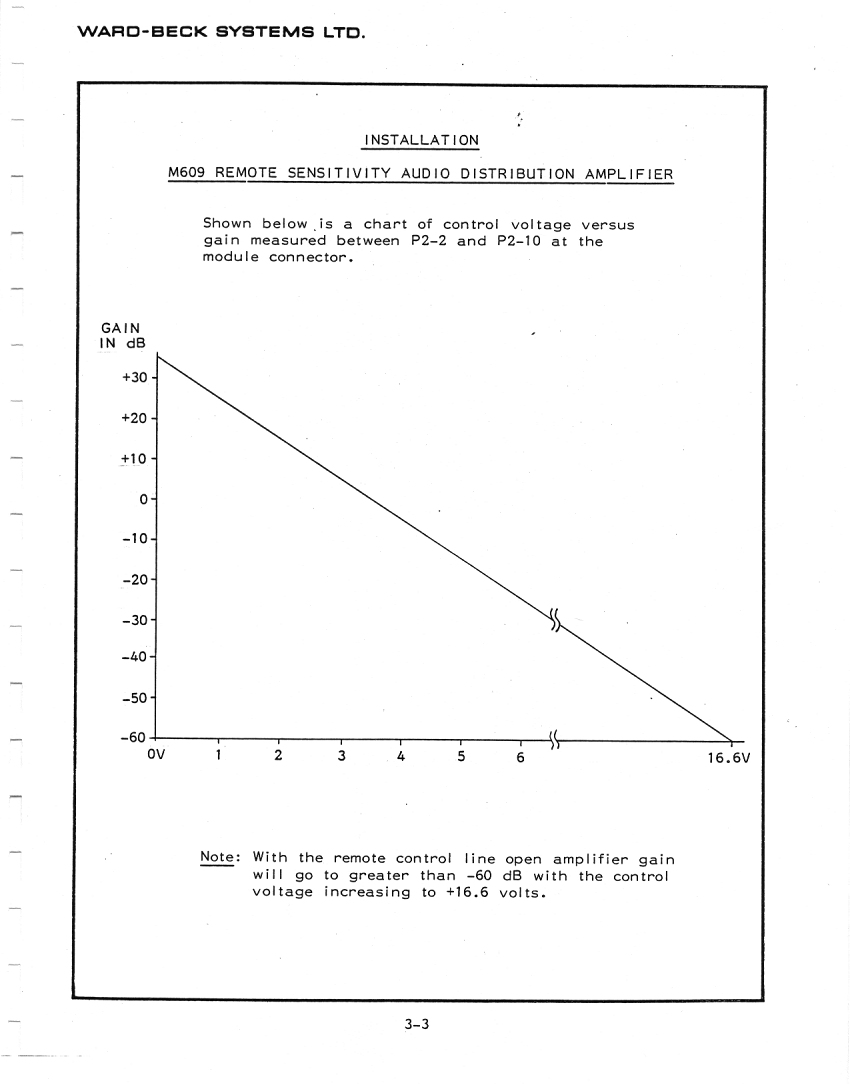 WARD-BECK SYSTEMS LTD.
INSTALLATION
M609 REMOTE SENSITIVITY AUDIO DISTRIBUTION AMPLIFIER
Shown below is a chart of control voltage versus
gain measured between P2-2 and P2-10 at the
module connector.
GAIN
IN dB
+30
+20
+10
0
-10
-20
-30
-40
-50
-60
0V 1 2 3 4 5 6 16.6V
Note: With the remote control line open amplifier gain
will go to greater than -60 dB with the control
voltage increasing to +16.6 volts.
3-3